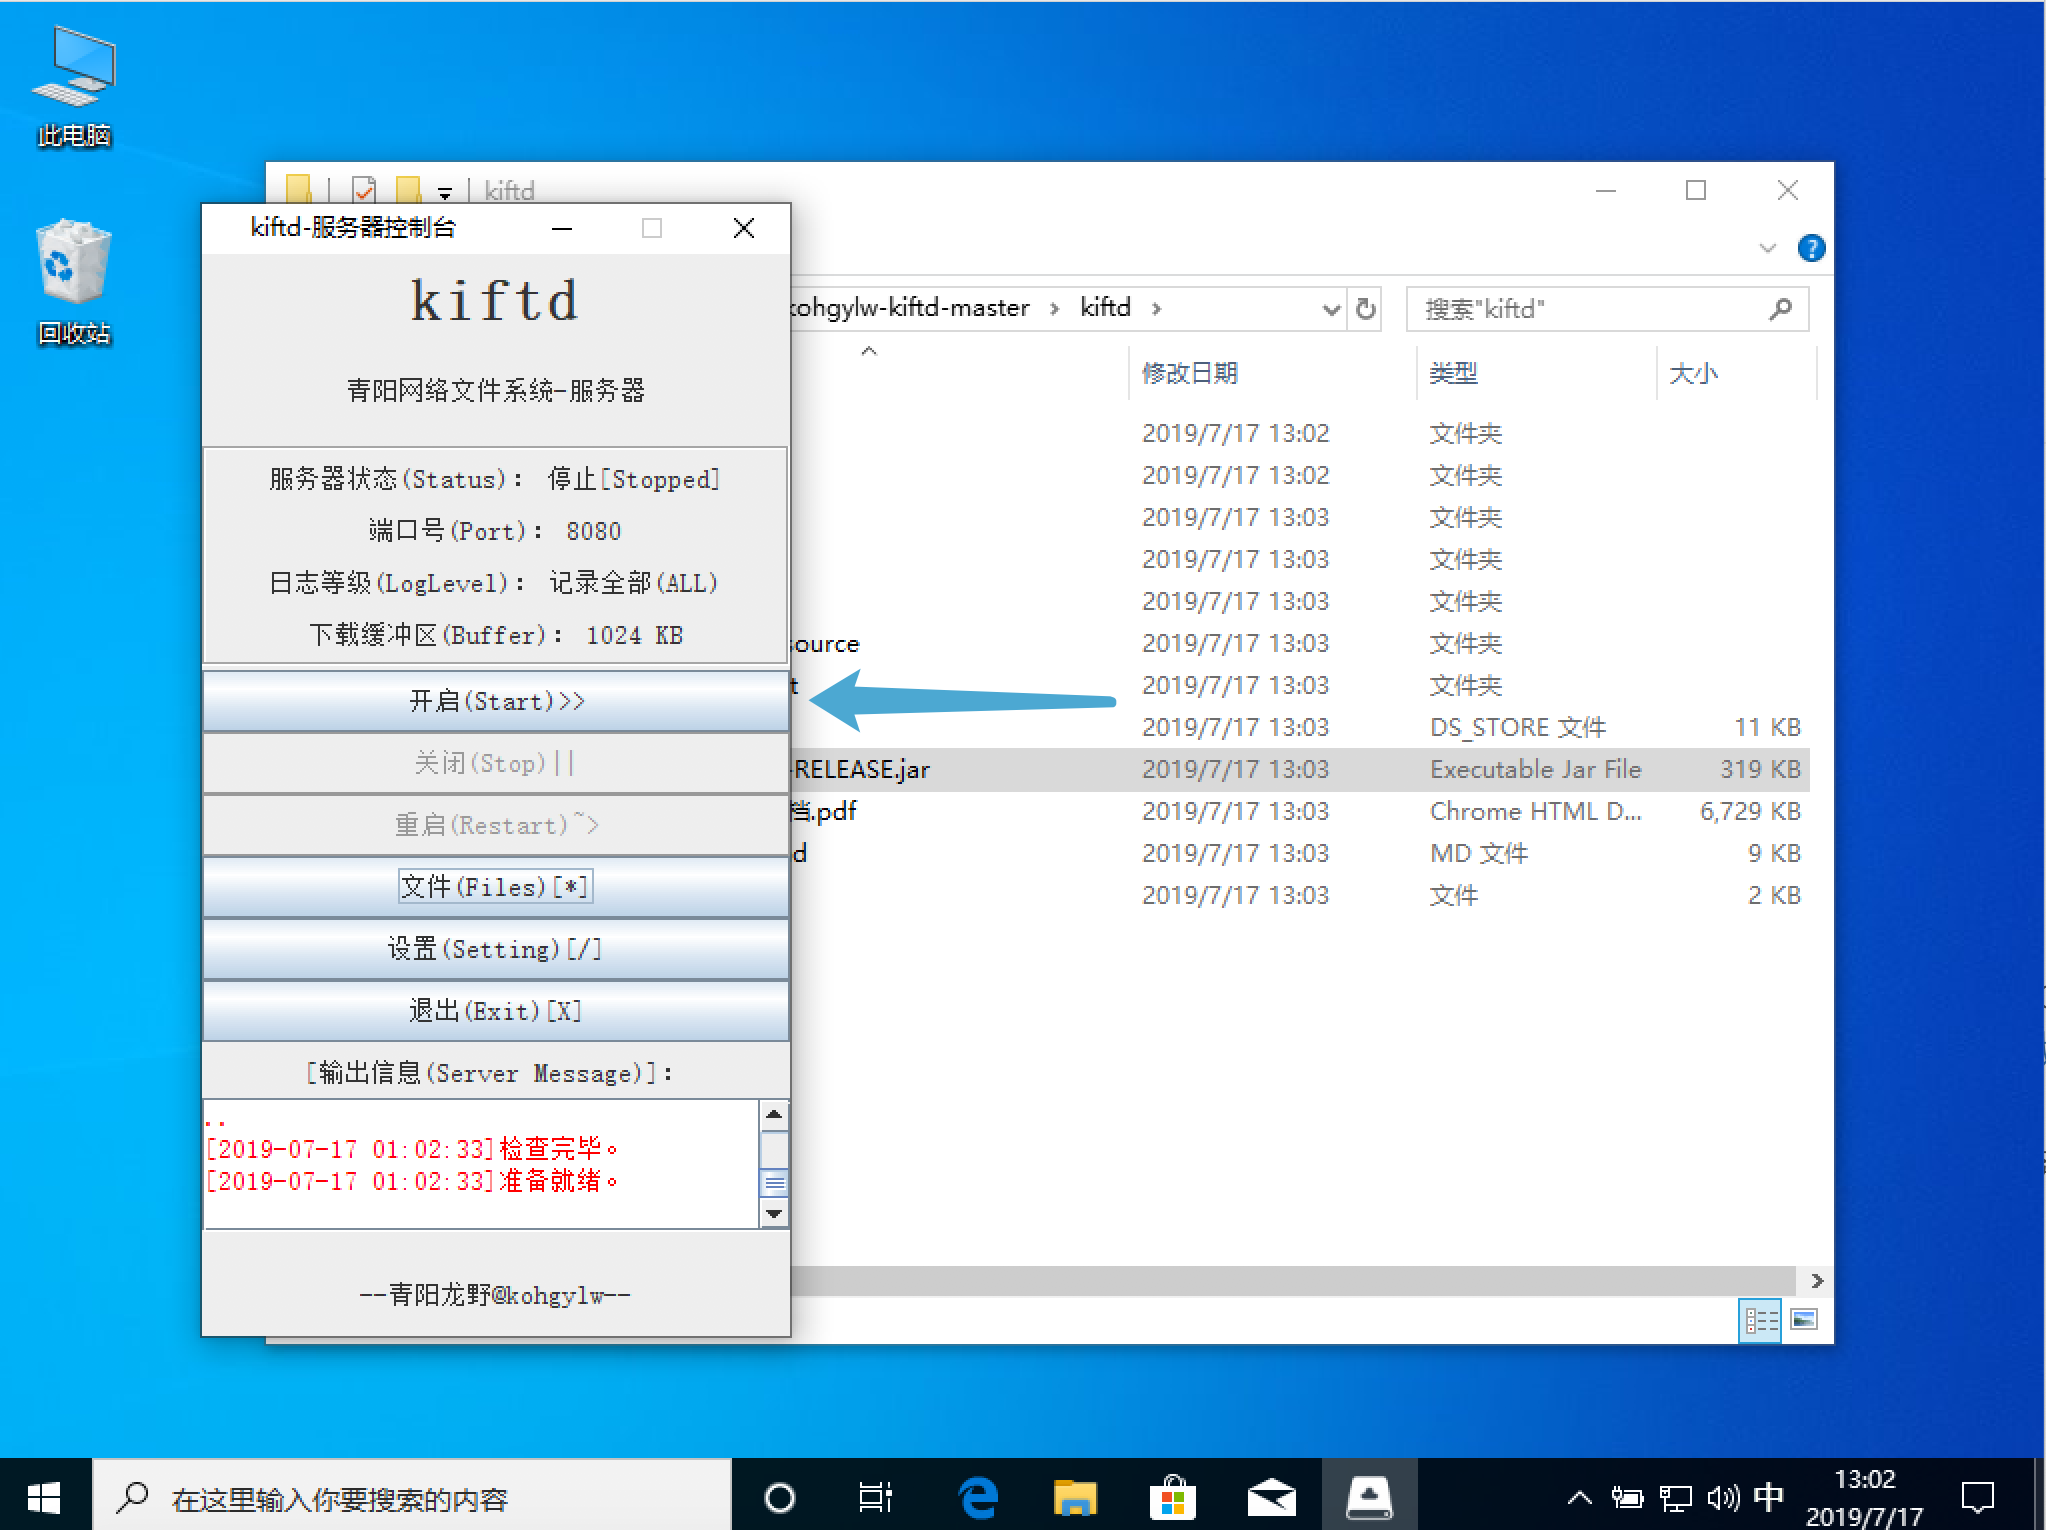 此电脑
回收站
kiftd
kiftd-服务器控制台
kiftd
青阳网络文件系统-服务器
服务器状态(Status)： 停止[Stopped]
端口号(Port)： 8080
日志等级(LogLevel)： 记录全部(ALL)
下载缓冲区(Buffer)： 1024 KB
开启(Start)>>
关闭(Stop)||
重启(Restart)~>
文件(Files)[*]
设置(Setting)[/]
退出(Exit)[X]
[输出信息(Server Message)]:
..
[2019-07-17 01:02:33]检查完毕。
[2019-07-17 01:02:33]准备就绪。
--青阳龙野@kohgylw--
kohgylw-kiftd-master › kiftd ›
搜索"kiftd"
修改日期 类型 大小
2019/7/17 13:02 文件夹
2019/7/17 13:02 文件夹
2019/7/17 13:03 文件夹
2019/7/17 13:03 文件夹
2019/7/17 13:03 文件夹
source 2019/7/17 13:03 文件夹
t 2019/7/17 13:03 文件夹
2019/7/17 13:03 DS_STORE 文件 11 KB
-RELEASE.jar 2019/7/17 13:03 Executable Jar File 319 KB
档.pdf 2019/7/17 13:03 Chrome HTML D... 6,729 KB
d 2019/7/17 13:03 MD 文件 9 KB
2019/7/17 13:03 文件 2 KB
在这里输入你要搜索的内容
中
13:02
2019/7/17